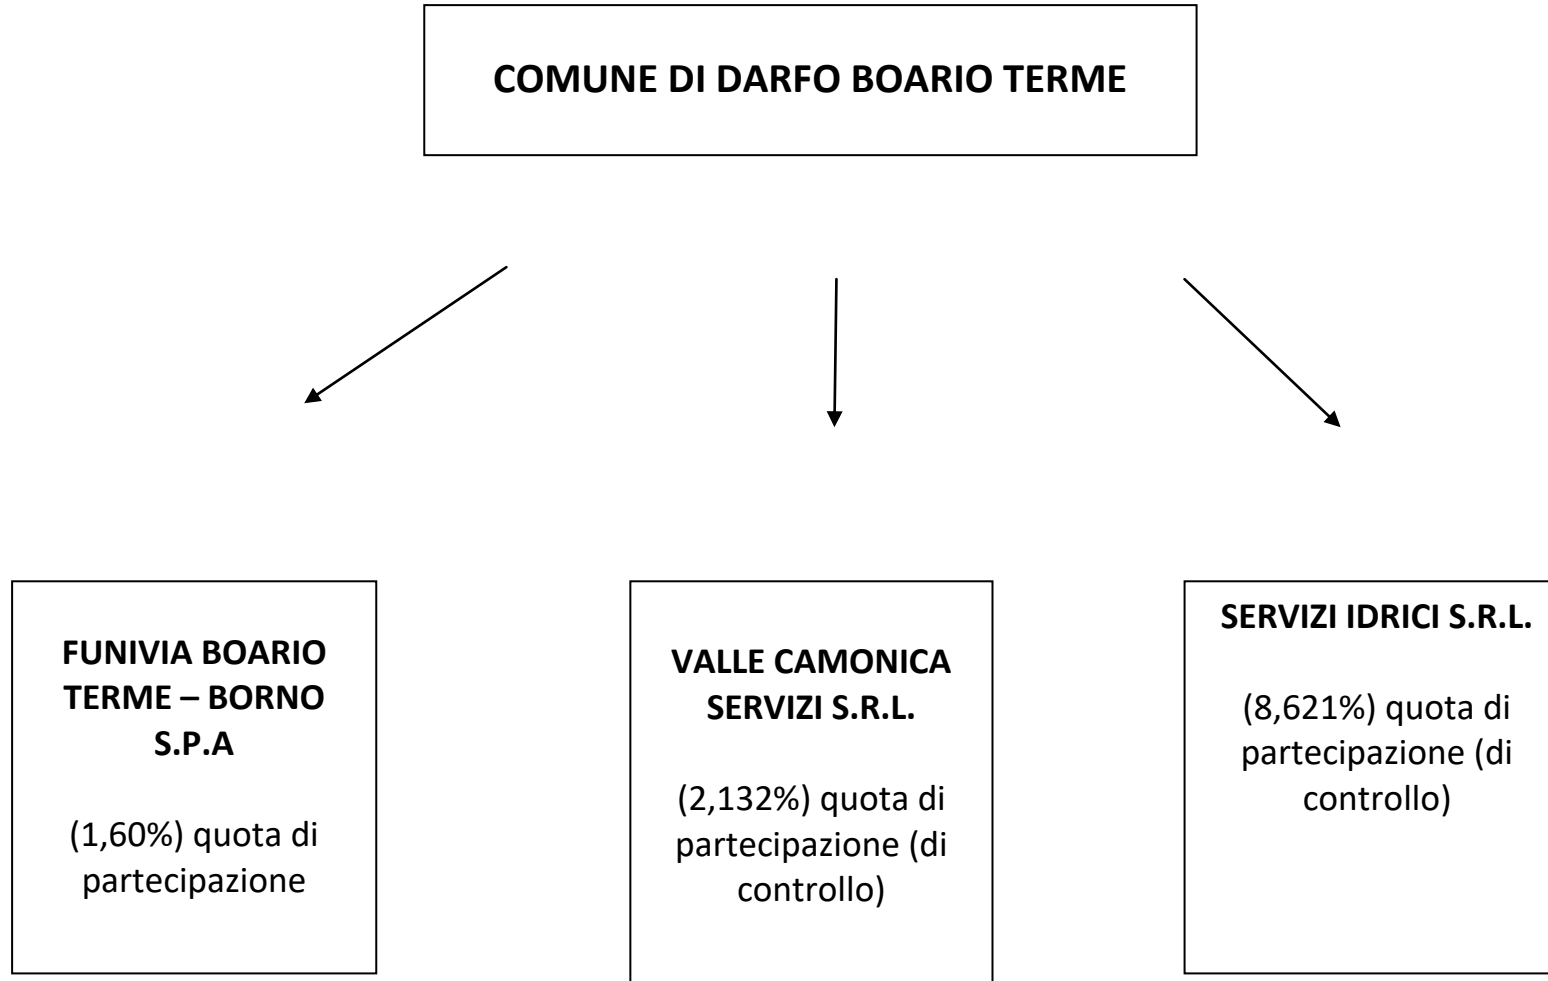 COMUNE DI DARFO BOARIO TERME
FUNIVIA BOARIO
TERME – BORNO
S.P.A
(1,60%) quota di
partecipazione
VALLE CAMONICA
SERVIZI S.R.L.
(2,132%) quota di
partecipazione (di
controllo)
SERVIZI IDRICI S.R.L.
(8,621%) quota di
partecipazione (di
controllo)